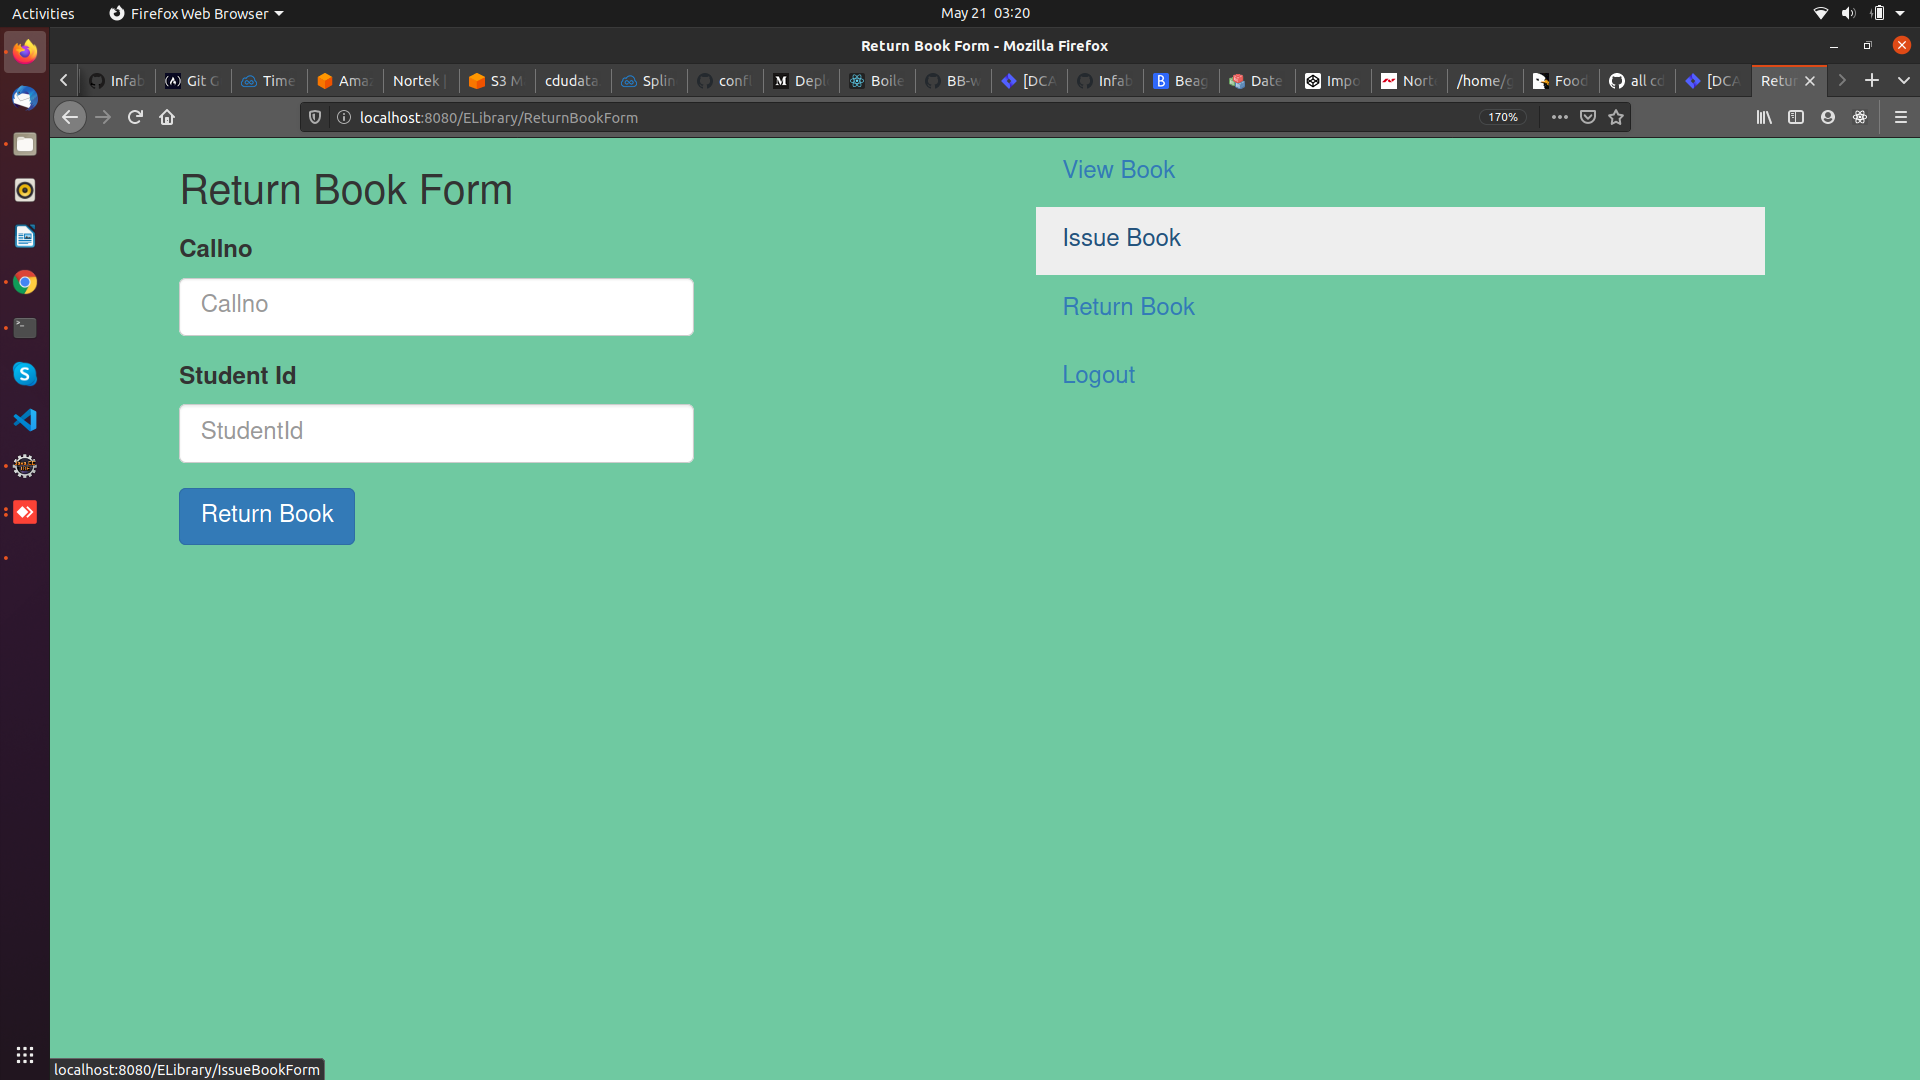 Activities
Firefox Web Browser
May 21 03:20
Return Book Form - Mozilla Firefox
Infab
Git G
Time
Amaz
Nortek
S3 M
cdudata
Splin
confl
Depl
Boile
BB-w
[DCA
Infab
Beag
Date
Impo
Nort
/home/g
Food
all co
[DCA
Retur
localhost:8080/ELibrary/ReturnBookForm
170%
Return Book Form
Callno
Callno
Student Id
StudentId
Return Book
View Book
Issue Book
Return Book
Logout
localhost:8080/ELibrary/IssueBookForm